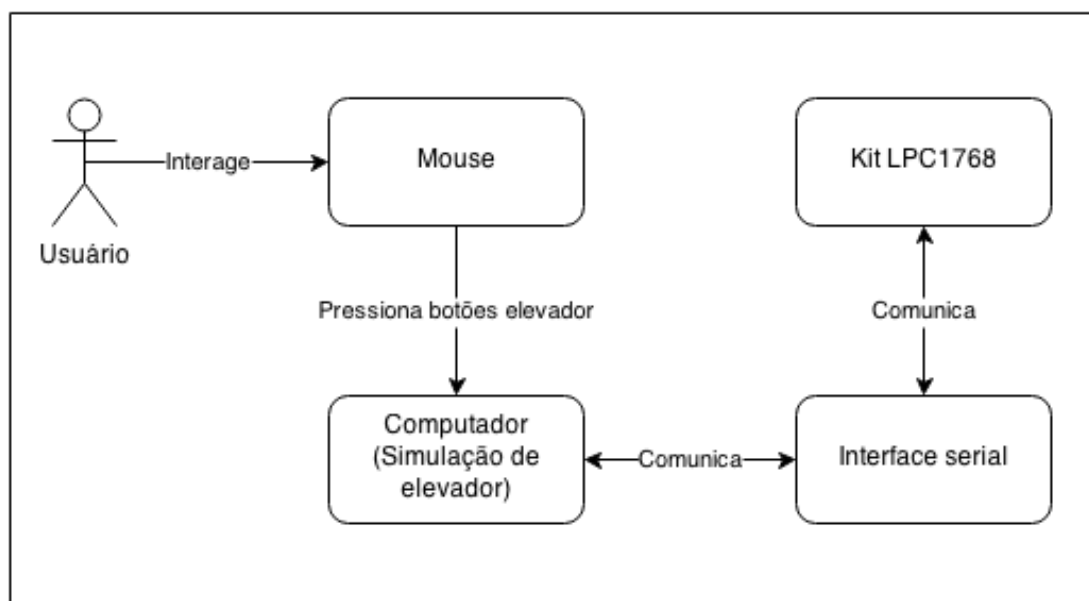 Usuário
Interage
Mouse
Kit LPC1768
Pressiona botões elevador
Comunica
Computador
(Simulação de
elevador)
Comunica
Interface serial